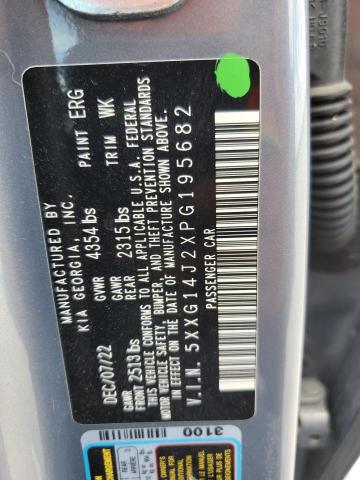 MANUFACTURED BY
KIA GEORGIA, INC.
DEC/07/22 GVWR 4354 lbs PAINT ERG
GAWR FRONT 2513 lbs GAWR REAR 2315 lbs TRIM WK
THIS VEHICLE CONFORMS TO ALL APPLICABLE U.S.A. FEDERAL
MOTOR VEHICLE SAFETY, BUMPER, AND THEFT PREVENTION STANDARDS
IN EFFECT ON THE DATE OF MANUFACTURE SHOWN ABOVE.
V.I.N. 5XXG14J2XPG195682
PASSENGER CAR
3100
REAR
ARRIÈRE